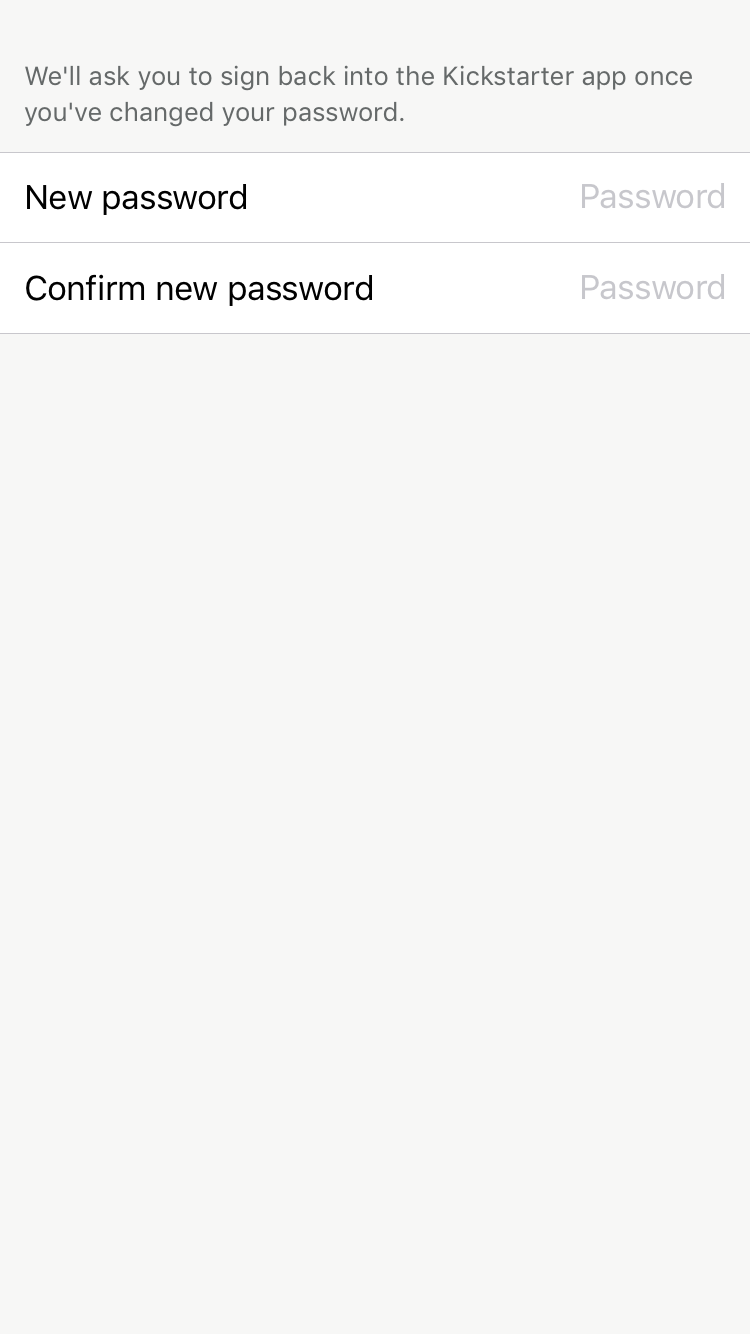 We'll ask you to sign back into the Kickstarter app once
you've changed your password.
New password Password
Confirm new password Password